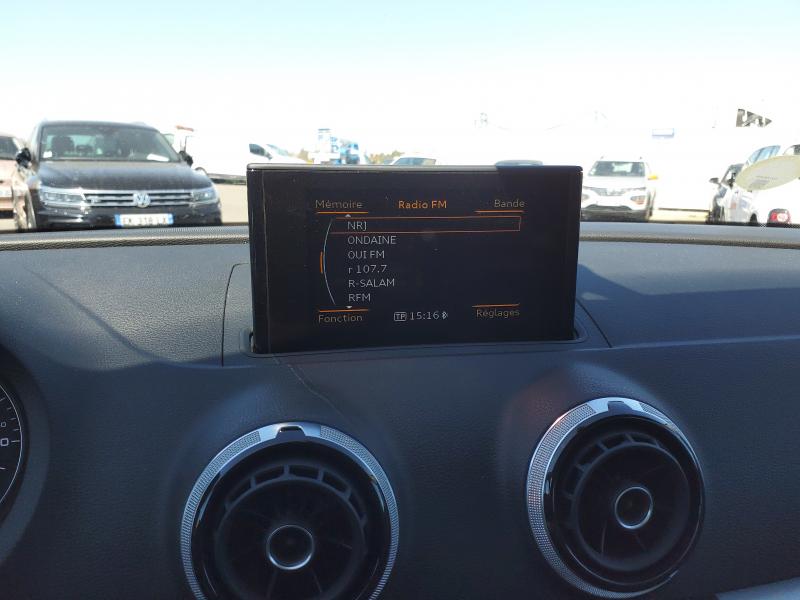 Mémoire Radio FM Bande
NRJ
ONDAINE
OUI FM
r 107.7
R-SALAM
RFM
Fonction TP 15:16 Réglages